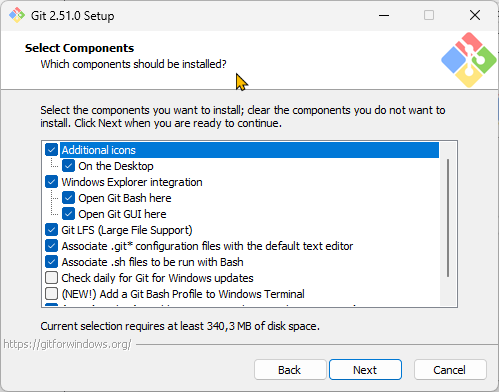 Git 2.51.0 Setup
Select Components
Which components should be installed?
Select the components you want to install; clear the components you do not want to
install. Click Next when you are ready to continue.
Additional icons
On the Desktop
Windows Explorer integration
Open Git Bash here
Open Git GUI here
Git LFS (Large File Support)
Associate .git* configuration files with the default text editor
Associate .sh files to be run with Bash
Check daily for Git for Windows updates
(NEW!) Add a Git Bash Profile to Windows Terminal
Current selection requires at least 340,3 MB of disk space.
https://gitforwindows.org/
Back
Next
Cancel